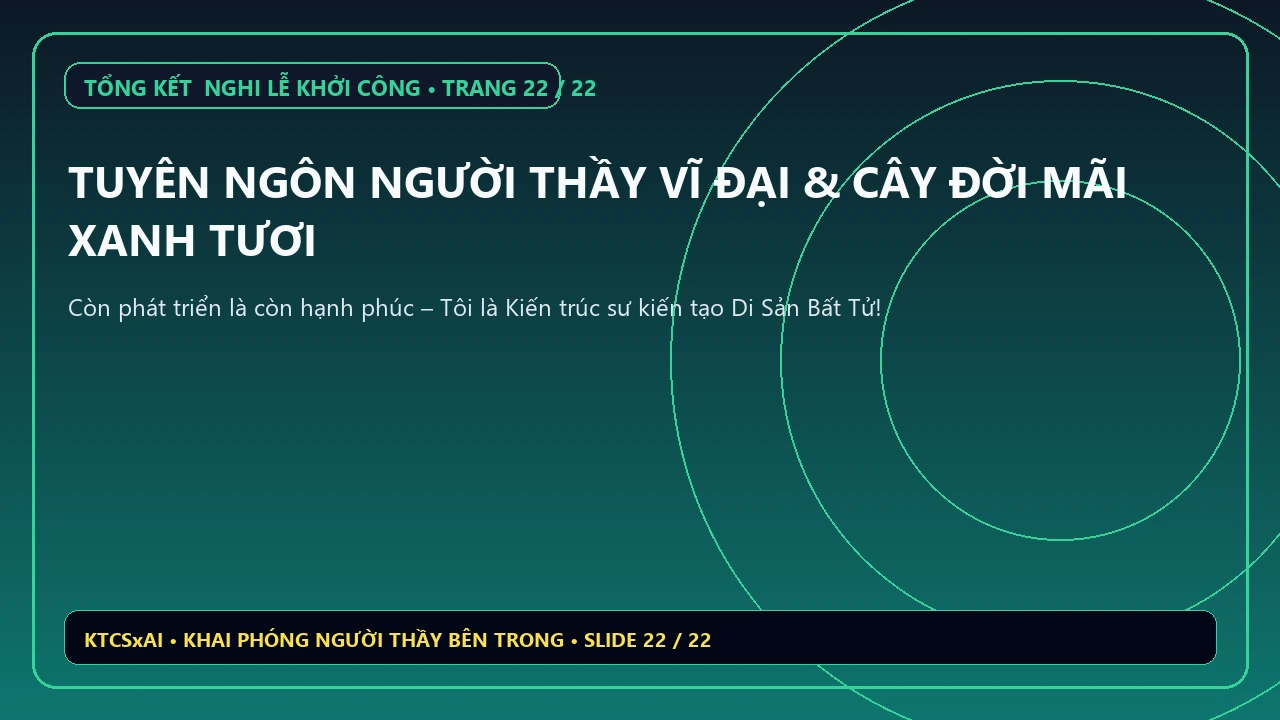 TỔNG KẾT  NGHI LỄ KHỞI CÔNG • TRANG 22 / 22
TUYÊN NGÔN NGƯỜI THẦY VĨ ĐẠI & CÂY ĐỜI MÃI
XANH TƯƠI
Còn phát triển là còn hạnh phúc – Tôi là Kiến trúc sư kiến tạo Di Sản Bất Tử!
KTCSxAI • KHAI PHÓNG NGƯỜI THẦY BÊN TRONG • SLIDE 22 / 22